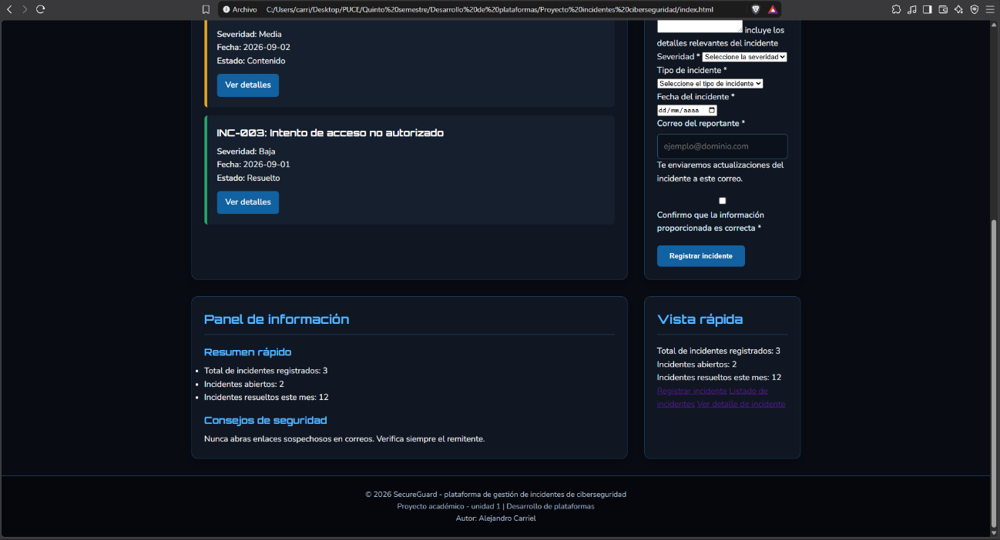 Archivo C:/Users/carri/Desktop/PUCE/Quinto%20semestre/Desarrollo%20de%20plataformas/Proyecto%20incidentes%20ciberseguridad/index.html
Severidad: Media
Fecha: 2026-09-02
Estado: Contenido
Ver detalles
INC-003: Intento de acceso no autorizado
Severidad: Baja
Fecha: 2026-09-01
Estado: Resuelto
Ver detalles
incluye los
detalles relevantes del incidente
Severidad * Seleccione la severidad
Tipo de incidente *
Seleccione el tipo de incidente
Fecha del incidente *
dd/mm/aaaa
Correo del reportante *
ejemplo@dominio.com
Te enviaremos actualizaciones del
incidente a este correo.
Confirmo que la información
proporcionada es correcta *
Registrar incidente
Panel de información
Resumen rápido
Total de incidentes registrados: 3
Incidentes abiertos: 2
Incidentes resueltos este mes: 12
Consejos de seguridad
Nunca abras enlaces sospechosos en correos. Verifica siempre el remitente.
Vista rápida
Total de incidentes registrados: 3
Incidentes abiertos: 2
Incidentes resueltos este mes: 12
Registrar incidente Listado de
incidentes Ver detalle de incidente
© 2026 SecureGuard - plataforma de gestión de incidentes de ciberseguridad
Proyecto académico - unidad 1 | Desarrollo de plataformas
Autor: Alejandro Carriel